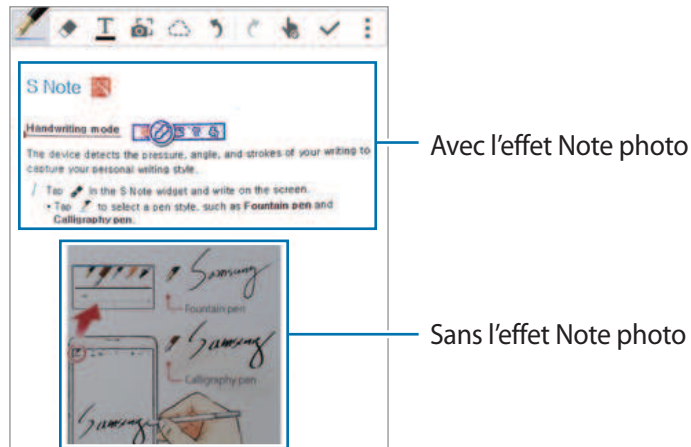 S Note
Handwriting mode
The device detects the pressure, angle, and strokes of your writing to
capture your personal writing style.
Tap in the S Note widget and write on the screen.
• Tap to select a pen style, such as Fountain pen and
Calligraphy pen.
Avec l'effet Note photo
Samsung
Fountain pen
Samsung
Calligraphy pen
Samsung
Sans l'effet Note photo